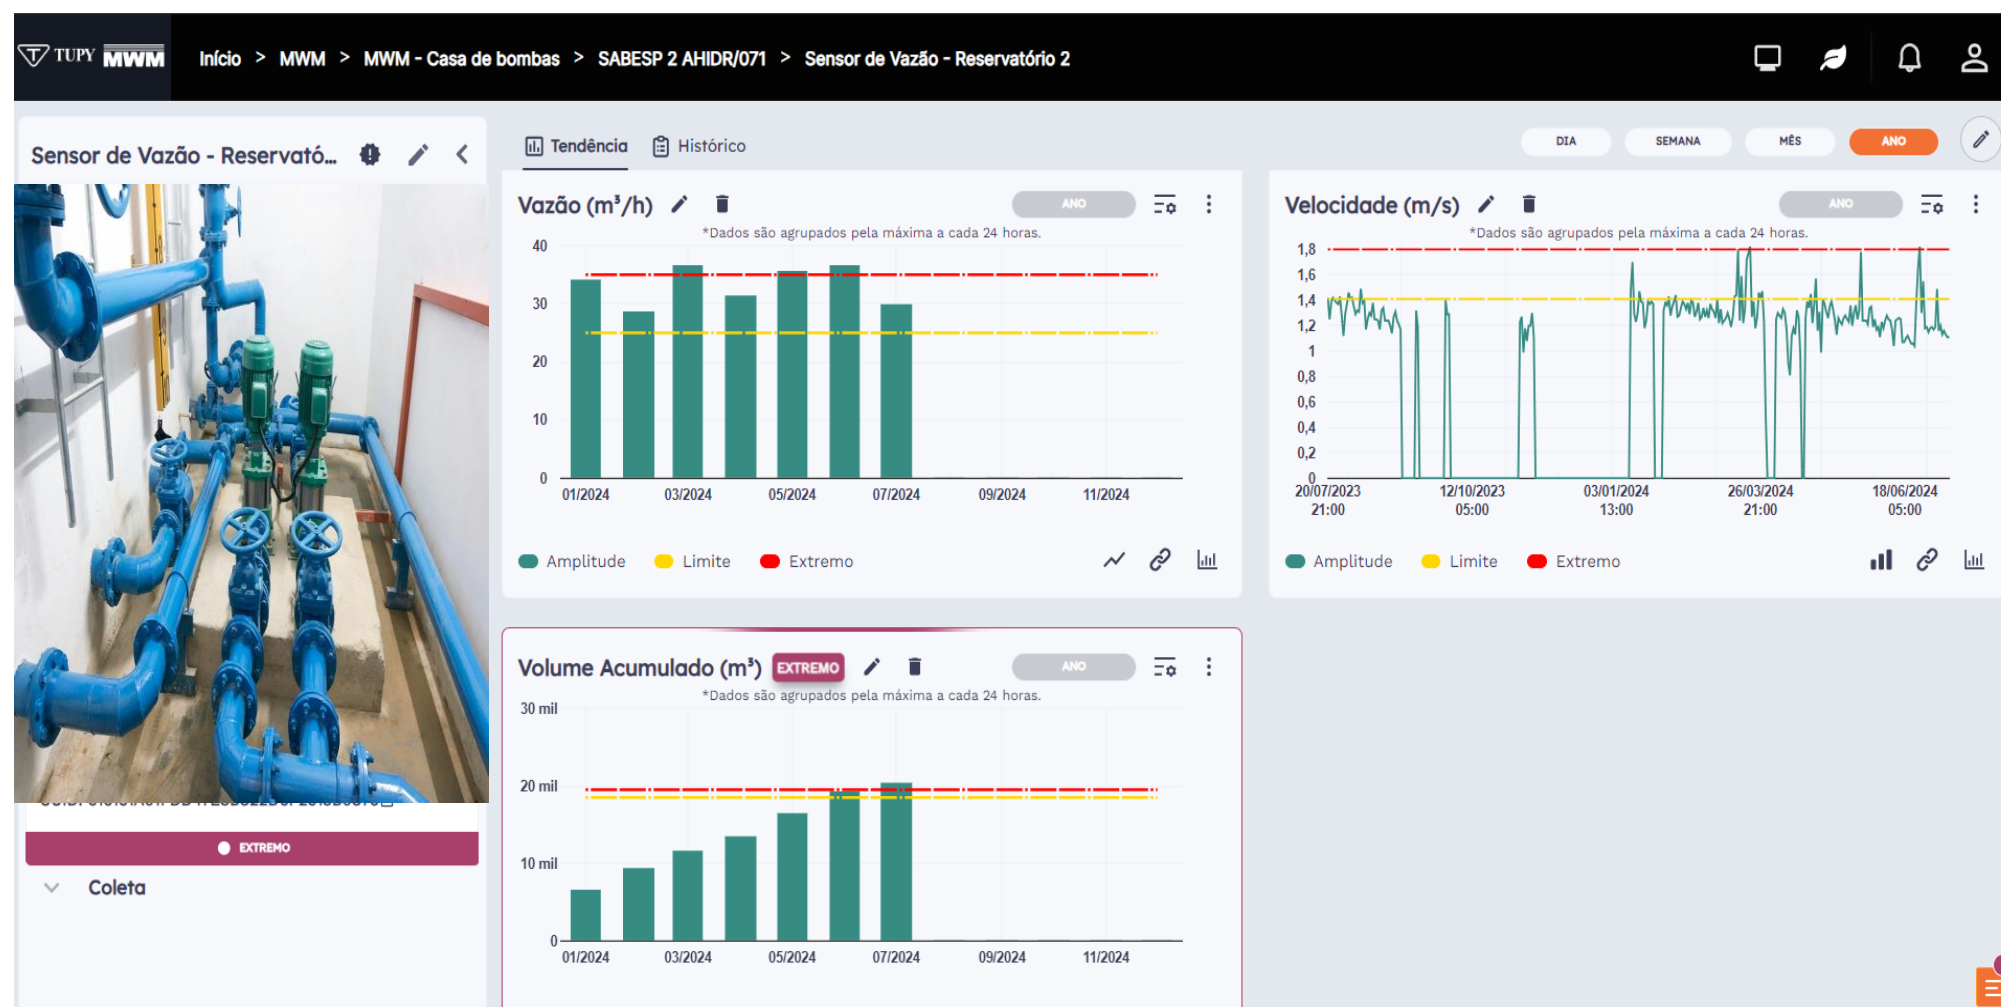 TUPY MWM
Início > MWM > MWM - Casa de bombas > SABESP 2 AHIDR/071 > Sensor de Vazão - Reservatório 2
Sensor de Vazão - Reservató...
Tendência Histórico
DIA SEMANA MÊS ANO
Vazão (m³/h) ANO
*Dados são agrupados pela máxima a cada 24 horas.
40
30
20
10
0
01/2024 03/2024 05/2024 07/2024 09/2024 11/2024
Amplitude Limite Extremo
Velocidade (m/s) ANO
*Dados são agrupados pela máxima a cada 24 horas.
1,8
1,6
1,4
1,2
1
0,8
0,6
0,4
0,2
0
20/07/2023 12/10/2023 03/01/2024 26/03/2024 18/06/2024
21:00 05:00 13:00 21:00 05:00
Amplitude Limite Extremo
Volume Acumulado (m³) EXTREMO ANO
*Dados são agrupados pela máxima a cada 24 horas.
30 mil
20 mil
10 mil
0
01/2024 03/2024 05/2024 07/2024 09/2024 11/2024
EXTREMO
Coleta